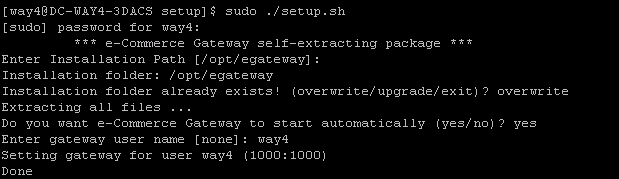 [way4@DC-WAY4-3DACS setup]$ sudo ./setup.sh
[sudo] password for way4:
*** e-Commerce Gateway self-extracting package ***
Enter Installation Path [/opt/egateway]:
Installation folder: /opt/egateway
Installation folder already exists! (overwrite/upgrade/exit)? overwrite
Extracting all files ...
Do you want e-Commerce Gateway to start automatically (yes/no)? yes
Enter gateway user name [none]: way4
Setting gateway for user way4 (1000:1000)
Done